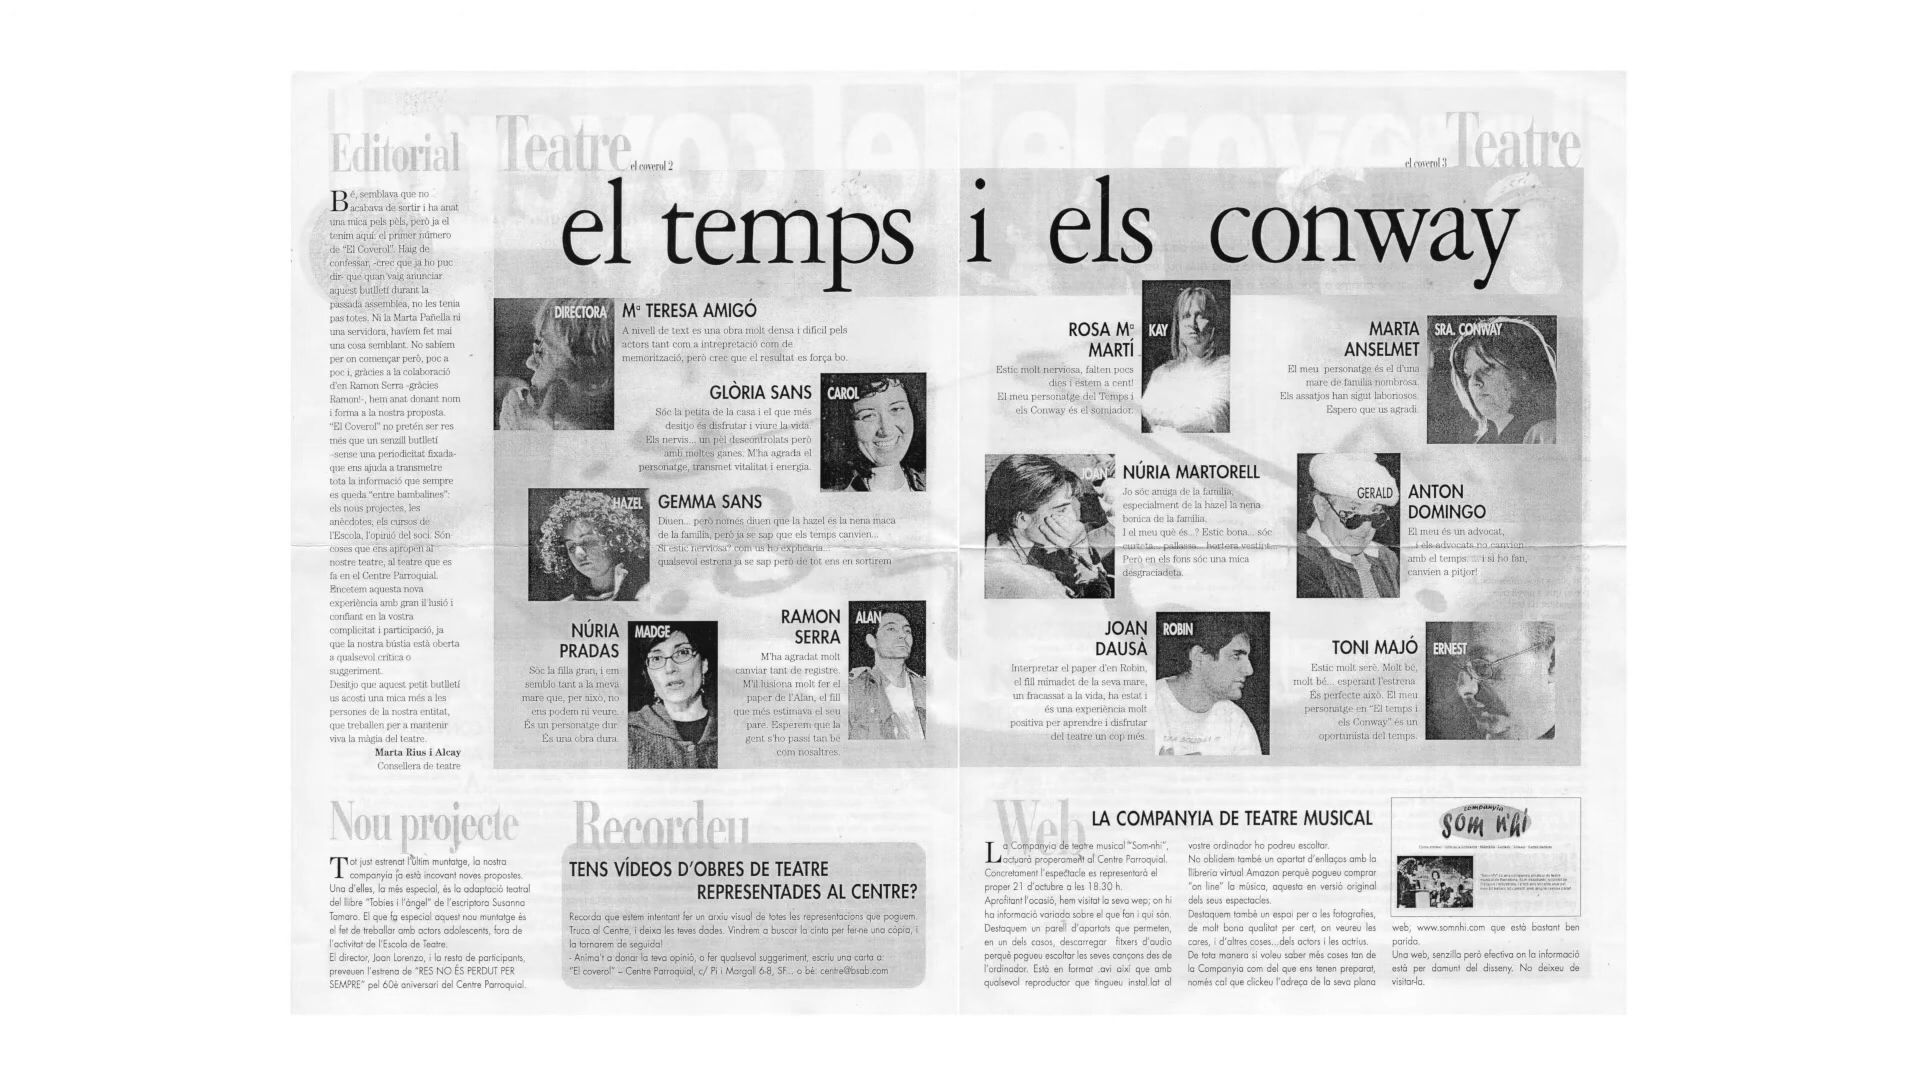 Editorial
Bé, semblava que no
acabava de sortir i ha anat
una mica pels pèls, però ja el
tenim aquí: el primer número
de "El Coverol". Haig de
confessar, -crec que ja ho puc
dir- que quan vaig anunciar
aquest butlletí durant la
passada assemblea, no les tenia
pas totes. Ni la Marta Pañella ni
una servidora, havíem fet mai
una cosa semblant. No sabíem
per on començar però, poc a
poc i, gràcies a la colaboració
d'en Ramon Serra -gràcies
Ramon!-, hem anat donant nom
i forma a la nostra proposta.
"El Coverol" no pretén ser res
més que un senzill butlletí
-sense una periodicitat fixada-
que ens ajuda a transmetre
tota la informació que sempre
es queda "entre bambalines":
els nous projectes, les
anècdotes, els cursos de
l'Escola, l'opinió del soci. Són
coses que ens apropen al
nostre teatre, al teatre que es
fa en el Centre Parroquial.
Encetem aquesta nova
experiència amb gran il·lusió i
confiant en la vostra
complicitat i participació, ja
que la nostra bústia està oberta
a qualsevol crítica o
suggeriment.
Desitjo que aquest petit butlletí
us acosti una mica més a les
persones de la nostra entitat,
que treballen per a mantenir
viva la màgia del teatre.
Marta Rius i Alcay
Consellera de teatre
Teatre
el coverol 2
el coverol 3
Teatre
el temps i els conway
DIRECTORA
Mª TERESA AMIGÓ
A nivell de text es una obra molt densa i difícil pels
actors tant com a intrepretació com de
memorització, però crec que el resultat es força bo.
GLÒRIA SANS
CAROL
Sóc la petita de la casa i el que més
desitjo és disfrutar i viure la vida.
Els nervis... un pèl descontrolats però
amb moltes ganes. M'ha agrada el
personatge, transmet vitalitat i energia.
HAZEL
GEMMA SANS
Diuen... però només diuen que la hazel és la nena maca
de la família, però ja se sap que els temps canvien...
Si estic nerviosa? com us ho explicaria...
qualsevol estrena ja se sap però de tot ens en sortirem
NÚRIA
PRADAS
MADGE
Sóc la filla gran, i em
semblo tant a la meva
mare que, per això, no
ens podem ni veure.
És un personatge dur.
És una obra dura.
RAMON
SERRA
ALAN
M'ha agradat molt
canviar tant de registre.
M'il.lusiona molt fer el
paper de l'Alan, el fill
que més estimava el seu
pare. Esperem que la
gent s'ho passi tan bé
com nosaltres.
ROSA Mª
MARTÍ
KAY
Estic molt nerviosa, falten pocs
dies i estem a cent!
El meu personatge del Temps i
els Conway és el somiador.
MARTA
ANSELMET
SRA. CONWAY
El meu personatge és el d'una
mare de familia nombrosa.
Els assatjos han sigut laboriosos.
Espero que us agradi.
JOAN
NÚRIA MARTORELL
Jo sóc amiga de la familia,
especialment de la hazel la nena
bonica de la família.
I el meu què és...? Estic bona... sóc
curteta... pallassa... hortera vestint...
Però en els fons sóc una mica
desgraciadeta.
GERALD
ANTON
DOMINGO
El meu és un advocat,
... i els advocats no canvien
amb el temps. ... i si ho fan,
canvien a pitjor!
JOAN
DAUSÀ
ROBIN
Interpretar el paper d'en Robin,
el fill mimadet de la seva mare,
un fracassat a la vida, ha estat i
és una experiència molt
positiva per aprendre i disfrutar
del teatre un cop més.
TONI MAJÓ
ERNEST
Estic molt serè. Molt bé,
molt bé... esperant l'estrena
És perfecte això. El meu
personatge en "El temps i
els Conway" és un
oportunista del temps.
Nou projecte
Tot just estrenat l'últim muntatge, la nostra
companyia ja està incovant noves propostes.
Una d'elles, la més especial, és la adaptació teatral
del llibre "Tobies i l'àngel" de l'escriptora Susanna
Tamaro. El que fa especial aquest nou muntatge és
el fet de treballar amb actors adolescents, fora de
l'activitat de l'Escola de Teatre.
El director, Joan Lorenzo, i la resta de participants,
preveuen l'estrena de "RES NO ÉS PERDUT PER
SEMPRE" pel 60è aniversari del Centre Parroquial.
Recordeu
TENS VÍDEOS D'OBRES DE TEATRE
REPRESENTADES AL CENTRE?
Recorda que estem intentant fer un arxiu visual de totes les representacions que poguem.
Truca al Centre, i deixa les teves dades. Vindrem a buscar la cinta per fer-ne una còpia, i
la tornarem de seguida!
- Anima't a donar la teva opinió, o fer qualsevol suggeriment, escriu una carta a:
"El coverol" – Centre Parroquial, c/ Pi i Margall 6-8, SF... o bé: centre@bsab.com
Web
LA COMPANYIA DE TEATRE MUSICAL
La Companyia de teatre musical "Som-nhi",
actuarà properament al Centre Parroquial.
Concretament l'espectacle es representarà el
proper 21 d'octubre a les 18.30 h.
Aprofitant l'ocasió, hem visitat la seva wep; on hi
ha informació variada sobre el que fan i qui són.
Destaquem un parell d'apartats que permeten,
en un dels casos, descarregar fitxers d'audio
perquè pogueu escoltar les seves cançons des de
l'ordinador. Està en format .avi així que amb
qualsevol reproductor que tingueu instal.lat al
vostre ordinador ho podreu escoltar.
No oblidem també un apartat d'enllaços amb la
llibreria virtual Amazon perquè pogueu comprar
"on line" la música, aquesta en versió original
dels seus espectacles.
Destaquem també un espai per a les fotografies,
de molt bona qualitat per cert, on veureu les
cares, i d'altres coses...dels actors i les actrius.
De tota manera si voleu saber més coses tan de
la Companyia com del que ens tenen preparat,
només cal que clickeu l'adreça de la seva plana
companyia
som n'hi
web, www.somnhi.com que està bastant ben
parida.
Una web, senzilla però efectiva on la informació
està per damunt del disseny. No deixeu de
visitar-la.